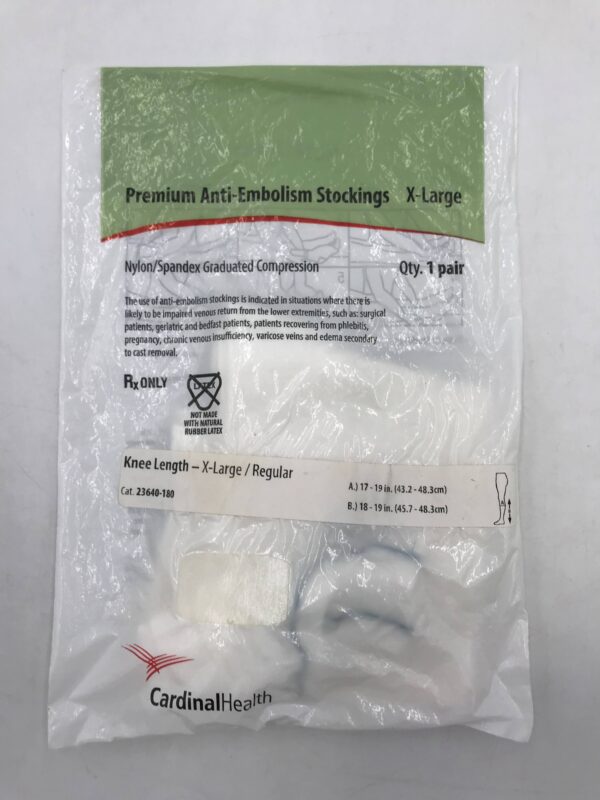 Premium Anti-Embolism Stockings X-Large
Nylon/Spandex Graduated Compression
Qty. 1 pair
The use of anti-embolism stockings is indicated in situations where there is
likely to be impaired venous return from the lower extremities, such as: surgical
patients, geriatric and bedfast patients, patients recovering from phlebitis,
pregnancy, chronic venous insufficiency, varicose veins and edema secondary
to cast removal.
Rx ONLY
LATEX
NOT MADE
WITH NATURAL
RUBBER LATEX
Knee Length – X-Large / Regular
Cat. 23640-180
A.) 17 - 19 in. (43.2 - 48.3cm)
B.) 18 - 19 in. (45.7 - 48.3cm)
CardinalHealth